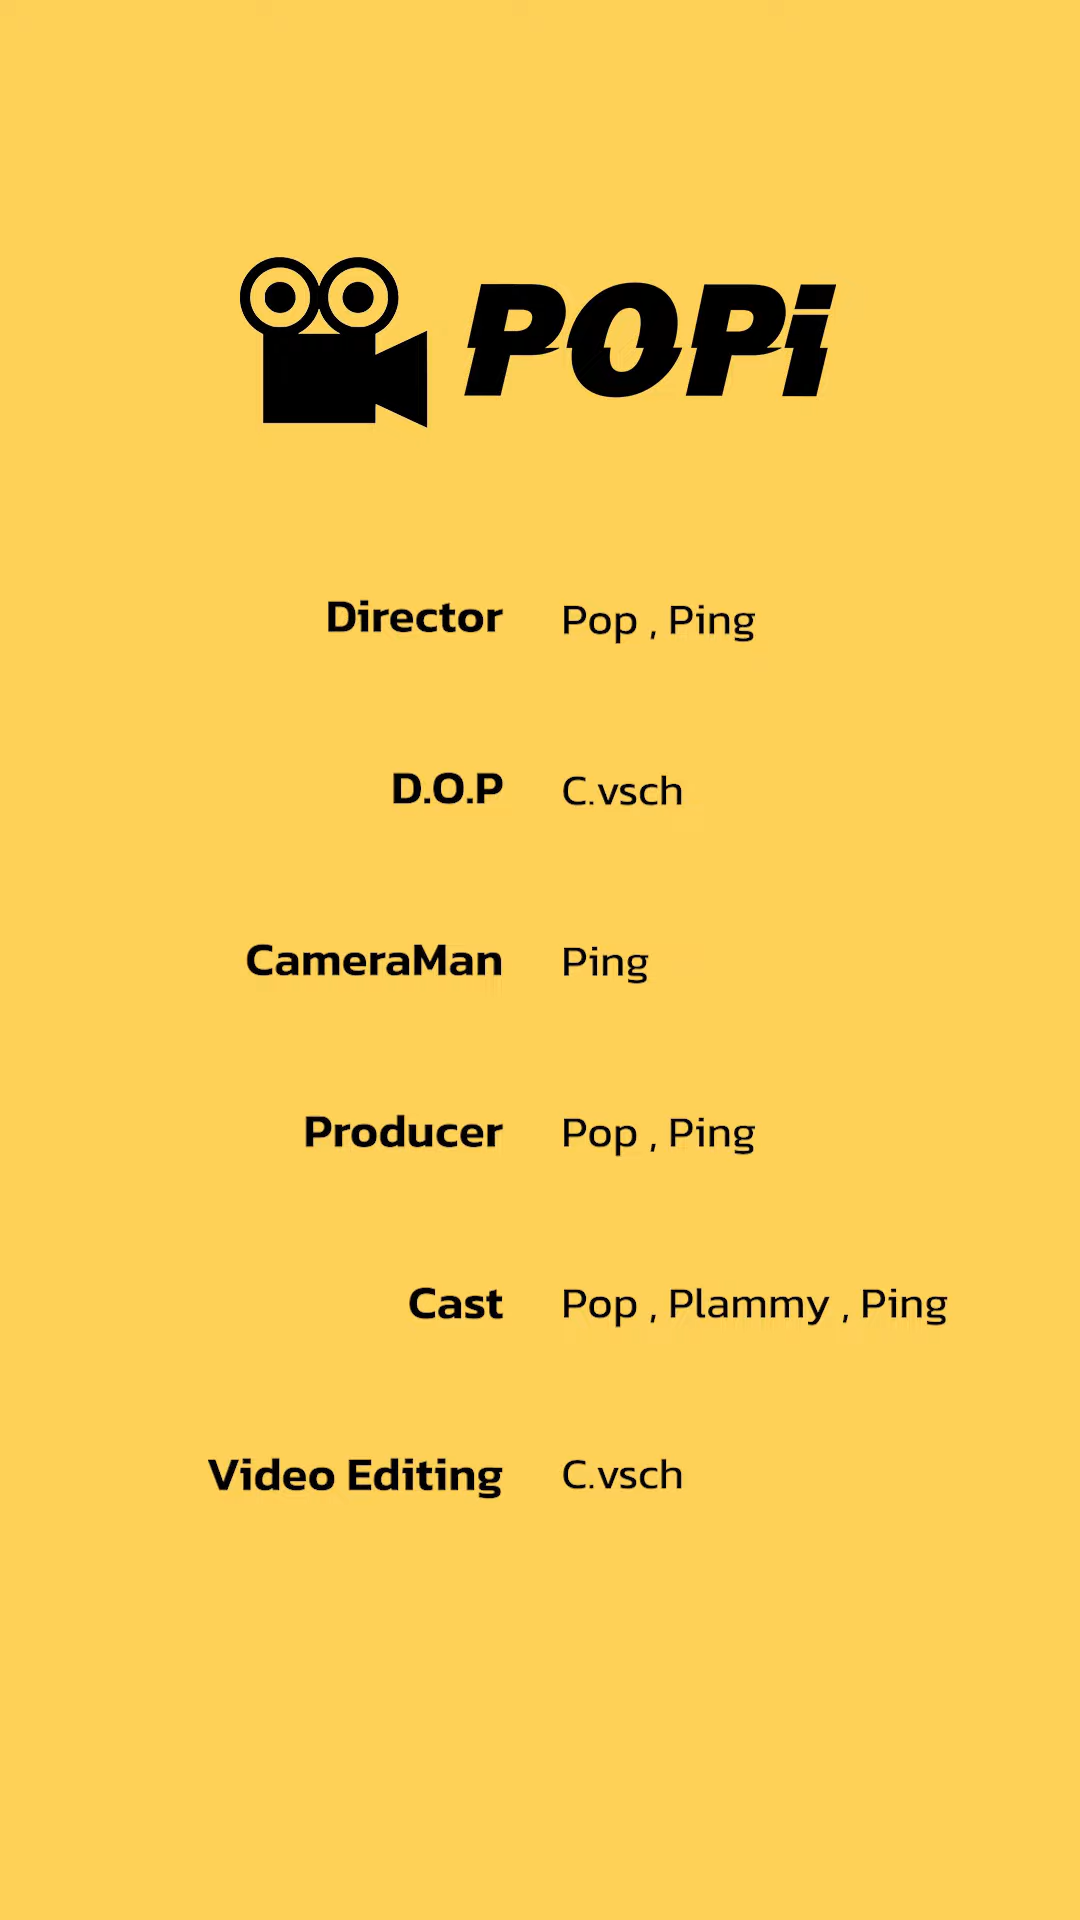 POPi
Director Pop , Ping
D.O.P C.vsch
CameraMan Ping
Producer Pop , Ping
Cast Pop , Plammy , Ping
Video Editing C.vsch